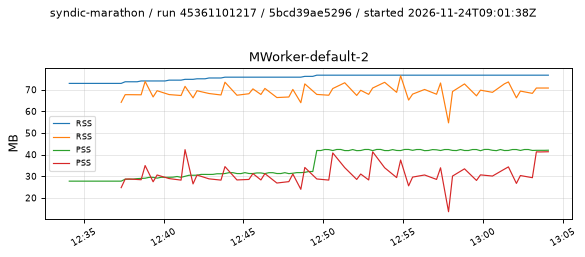 syndic-marathon / run 45361101217 / 5bcd39ae5296 / started 2026-11-24T09:01:38Z
MWorker-default-2
MB
70
60
50
40
30
20
RSS
RSS
PSS
PSS
12:35
12:40
12:45
12:50
12:55
13:00
13:05